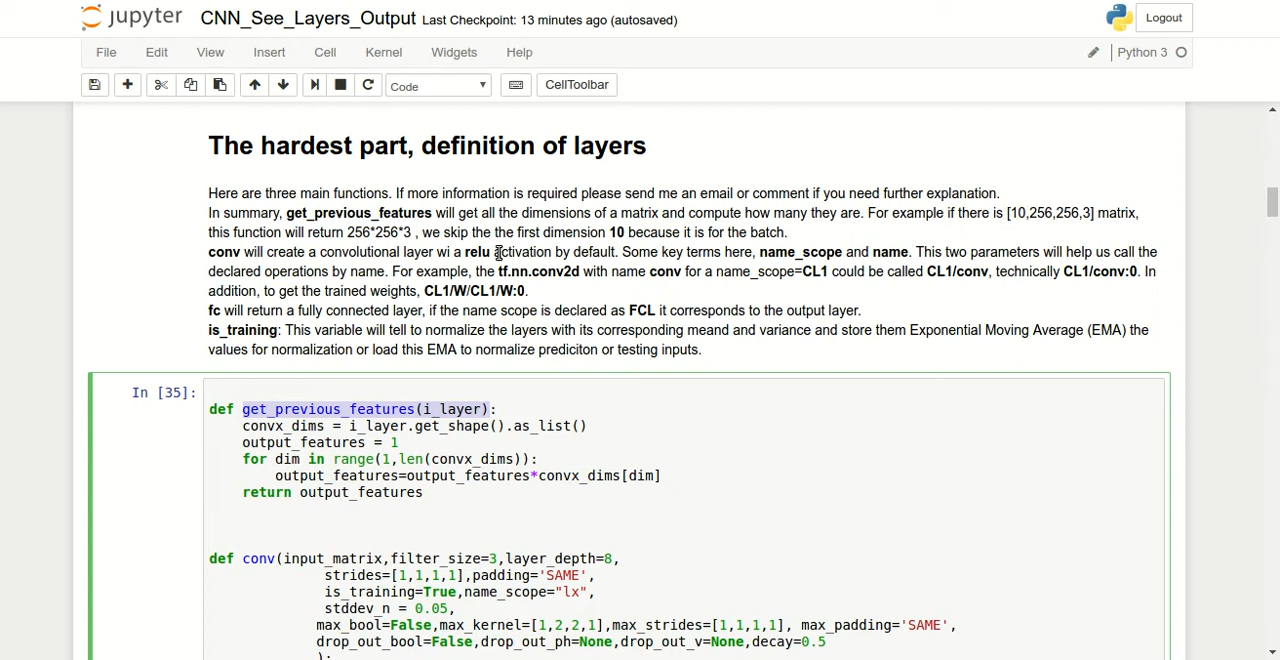 jupyter CNN_See_Layers_Output Last Checkpoint: 13 minutes ago (autosaved) Logout
File Edit View Insert Cell Kernel Widgets Help Python 3
Code CellToolbar
The hardest part, definition of layers
Here are three main functions. If more information is required please send me an email or comment if you need further explanation.
In summary, get_previous_features will get all the dimensions of a matrix and compute how many they are. For example if there is [10,256,256,3] matrix,
this function will return 256*256*3 , we skip the the first dimension 10 because it is for the batch.
conv will create a convolutional layer wi a relu activation by default. Some key terms here, name_scope and name. This two parameters will help us call the
declared operations by name. For example, the tf.nn.conv2d with name conv for a name_scope=CL1 could be called CL1/conv, technically CL1/conv:0. In
addition, to get the trained weights, CL1/W/CL1/W:0.
fc will return a fully connected layer, if the name scope is declared as FCL it corresponds to the output layer.
is_training: This variable will tell to normalize the layers with its corresponding meand and variance and store them Exponential Moving Average (EMA) the
values for normalization or load this EMA to normalize prediciton or testing inputs.
In [35]:
def get_previous_features(i_layer):
convx_dims = i_layer.get_shape().as_list()
output_features = 1
for dim in range(1,len(convx_dims)):
output_features=output_features*convx_dims[dim]
return output_features
def conv(input_matrix,filter_size=3,layer_depth=8,
strides=[1,1,1,1],padding='SAME',
is_training=True,name_scope="lx",
stddev_n = 0.05,
max_bool=False,max_kernel=[1,2,2,1],max_strides=[1,1,1,1], max_padding='SAME',
drop_out_bool=False,drop_out_ph=None,drop_out_v=None,decay=0.5
):